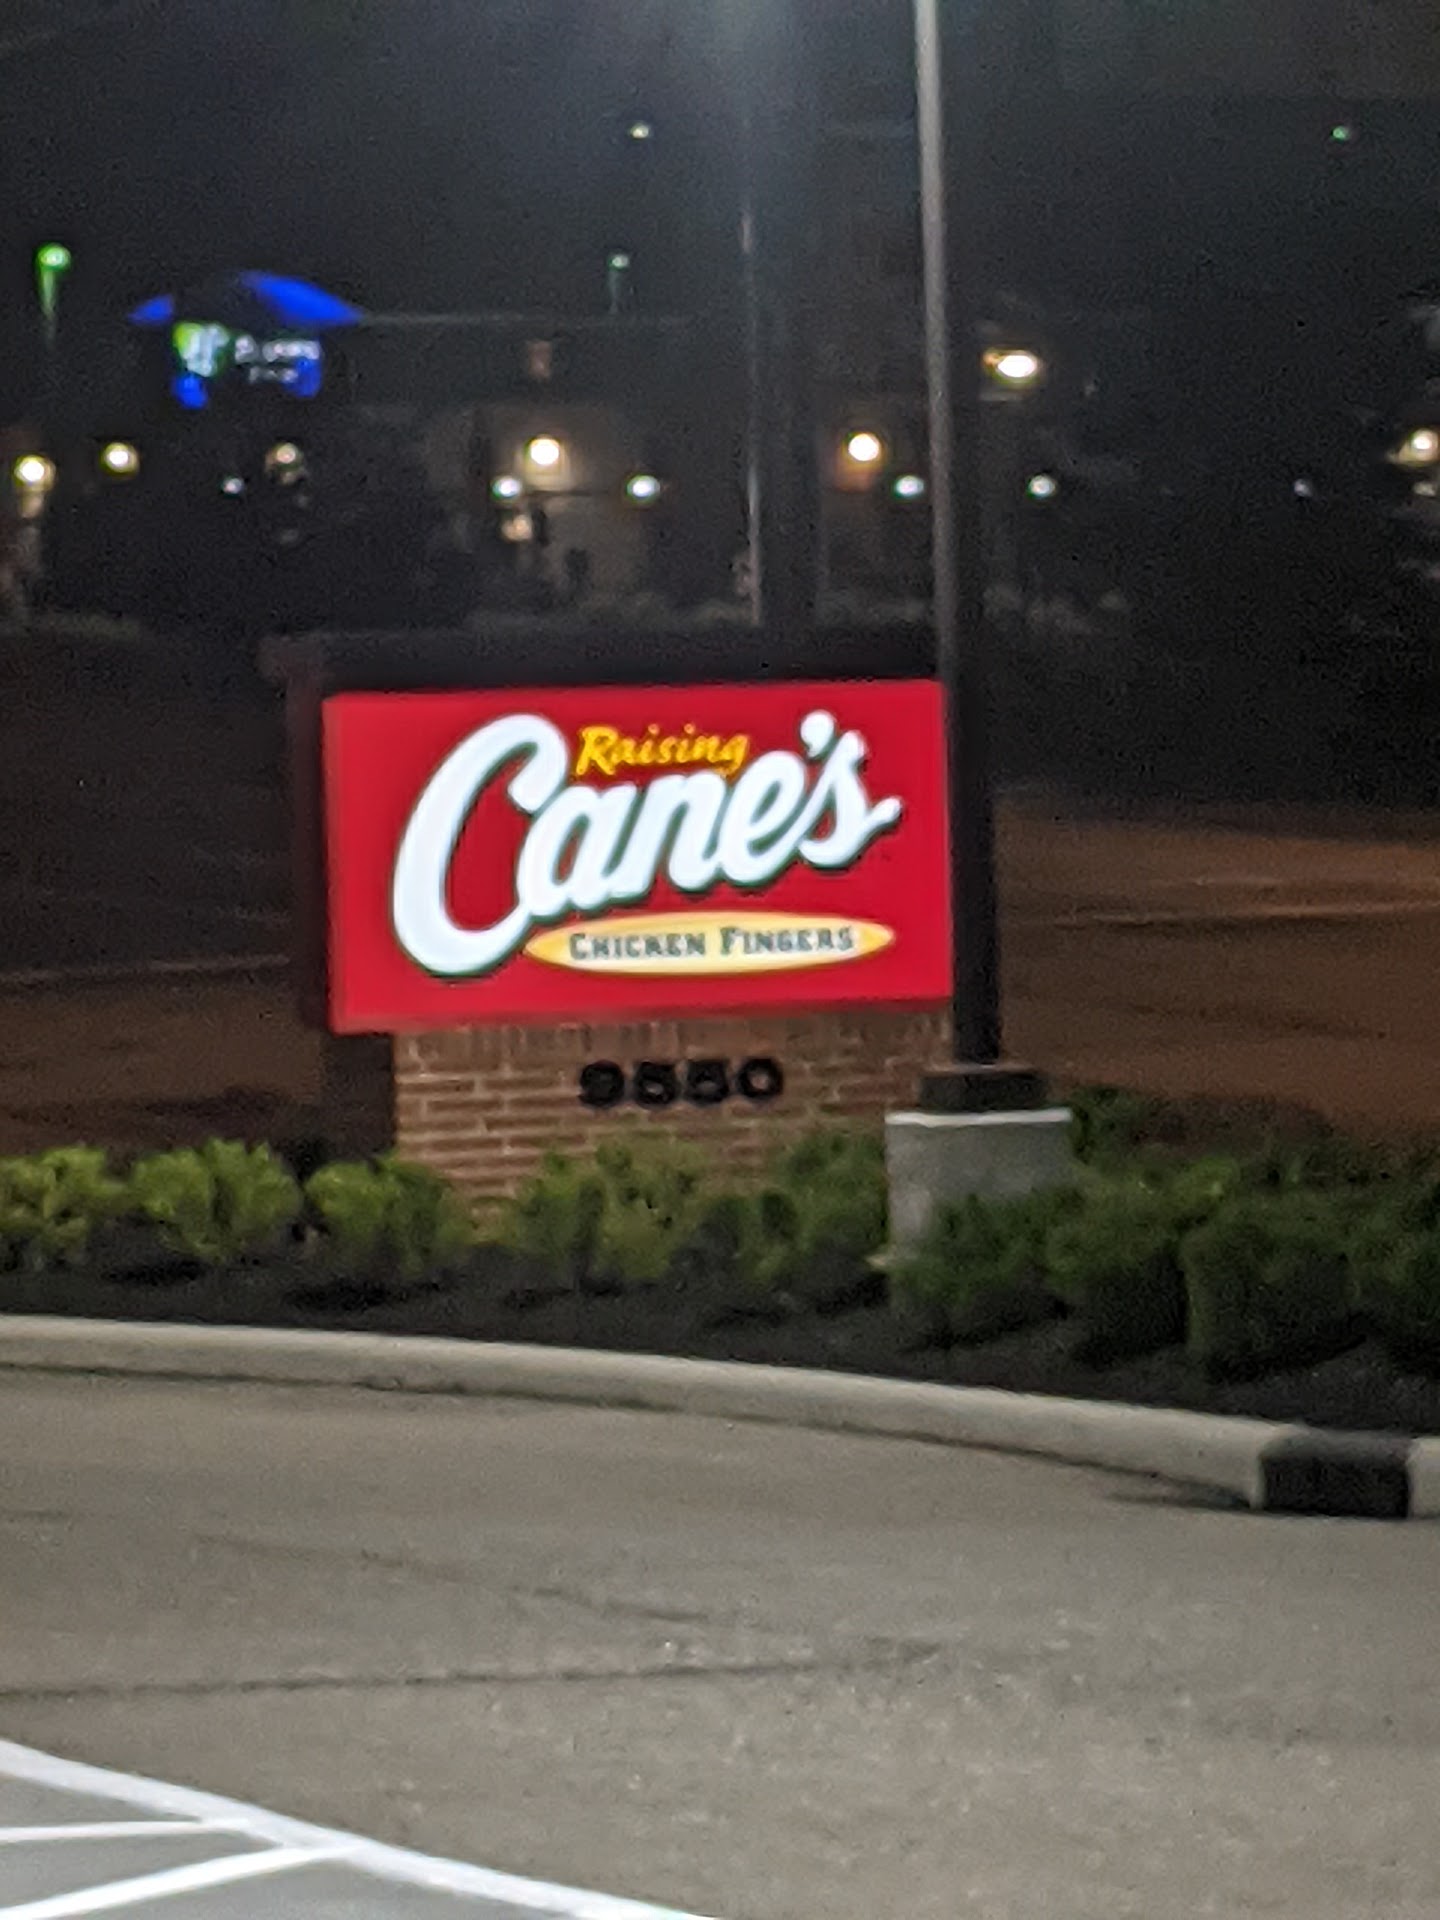 Raising
Cane's
CHICKEN FINGERS
9550